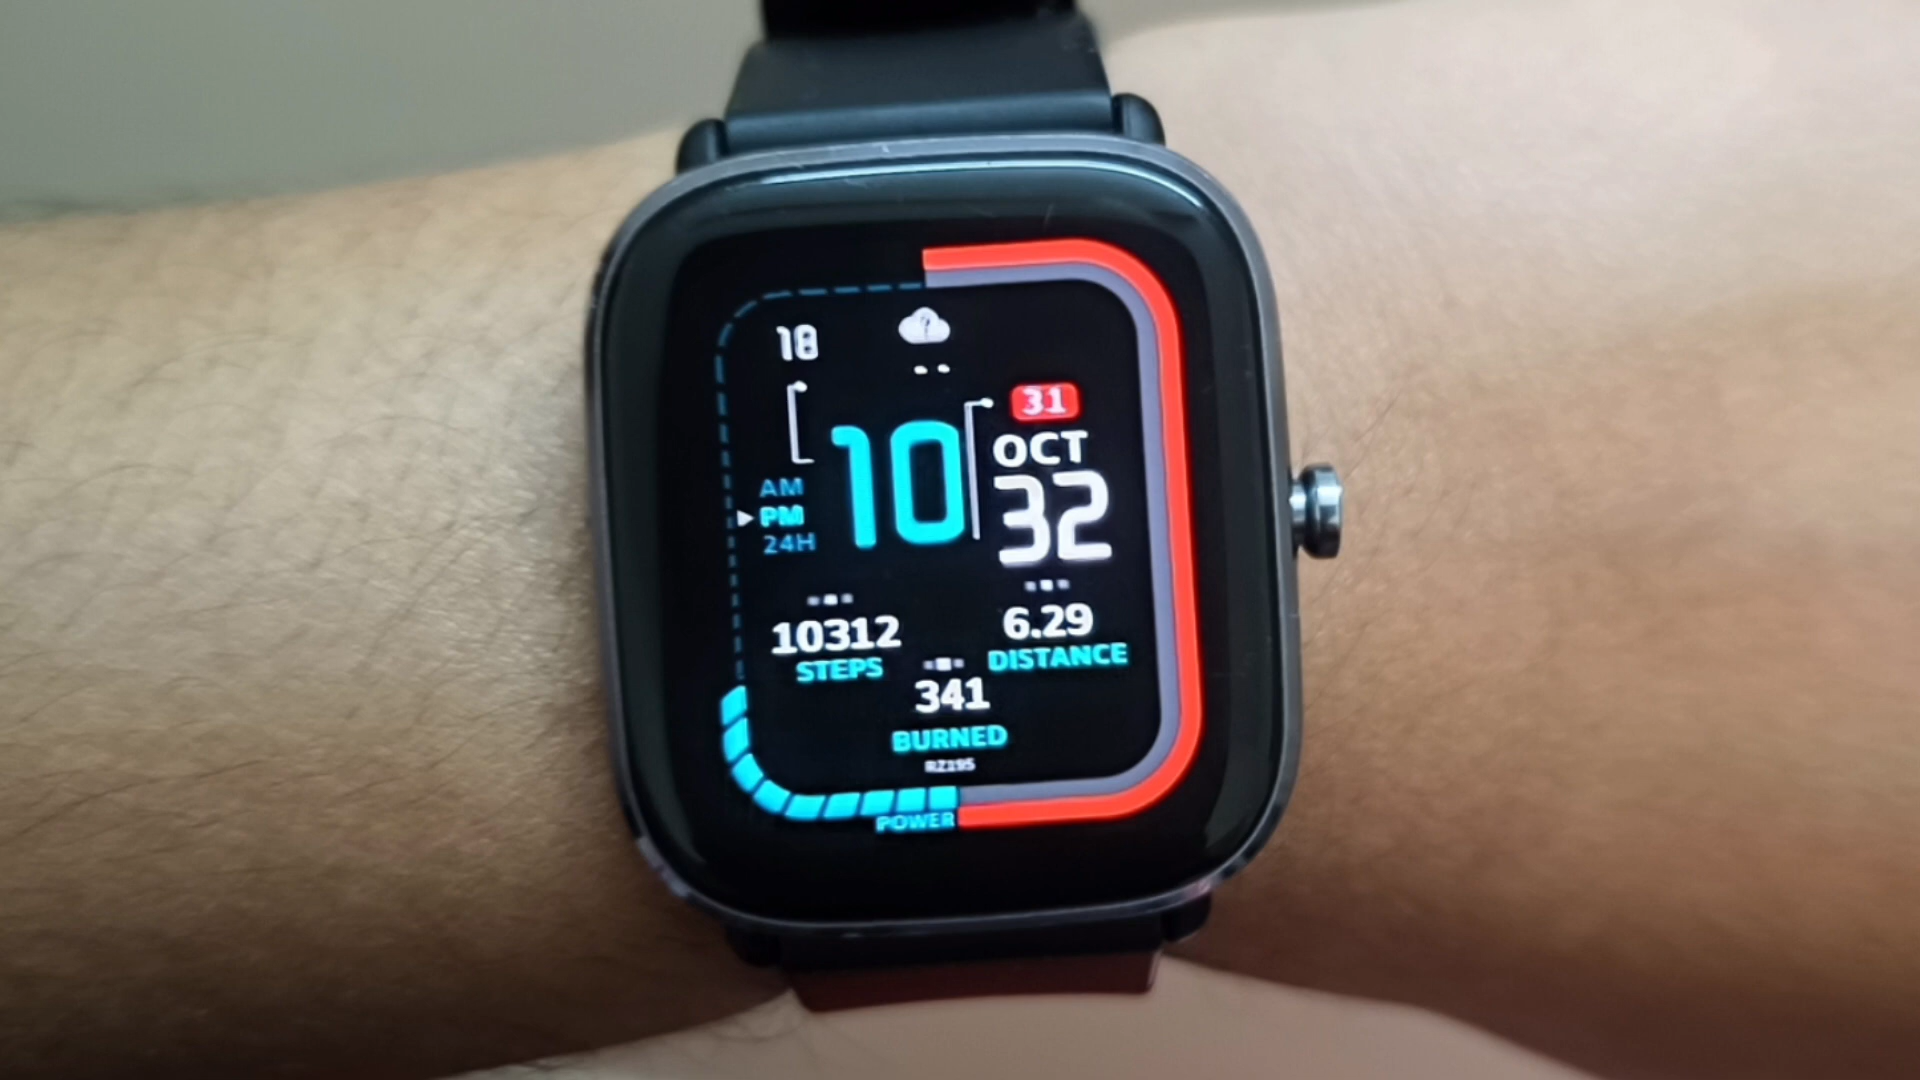 18
--
31
OCT
10
32
AM
PM
24H
10312
STEPS
6.29
DISTANCE
341
BURNED
RZ195
POWER